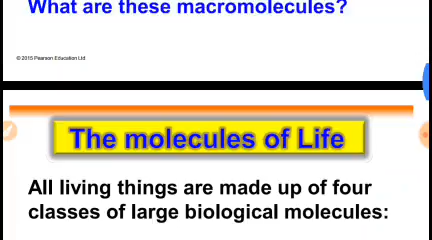 What are these macromolecules?
© 2015 Pearson Education Ltd
The molecules of Life
All living things are made up of four
classes of large biological molecules: